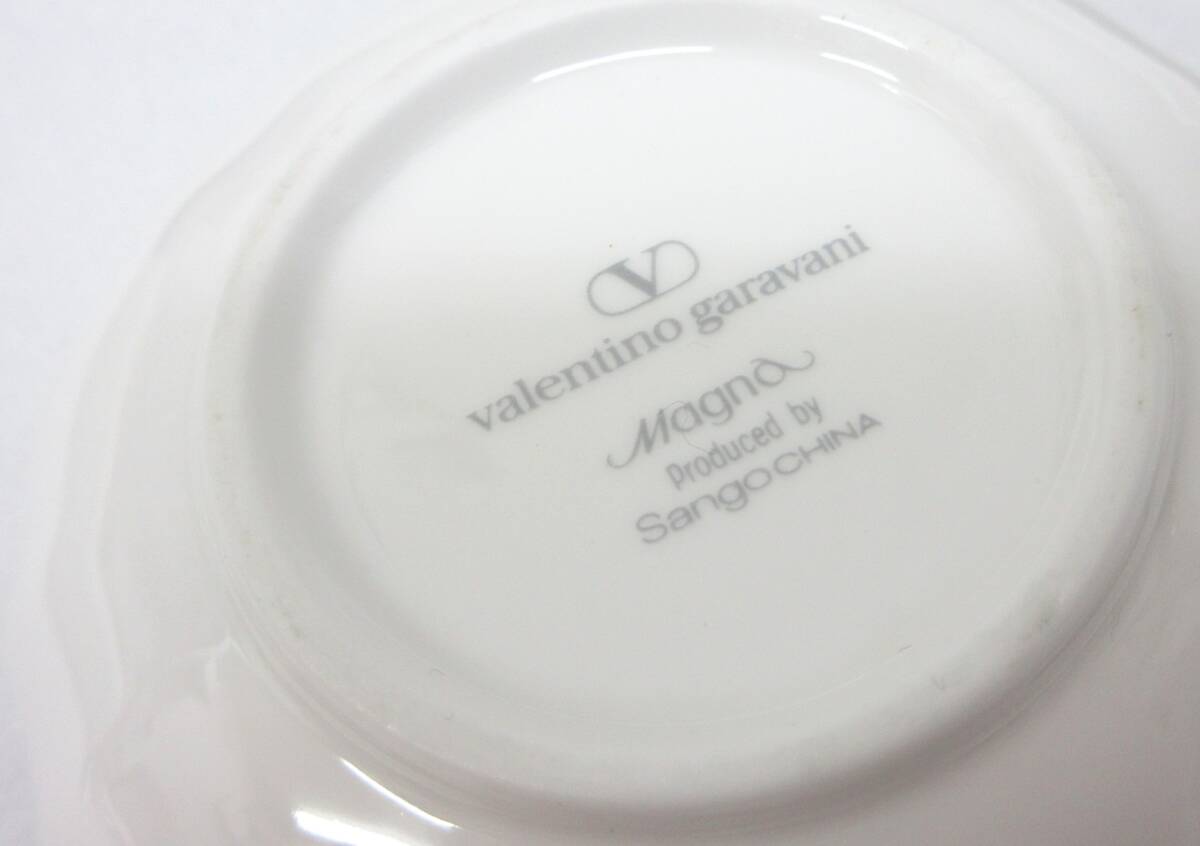 V
valentino garavani
Magna
Produced by
Sango CHINA